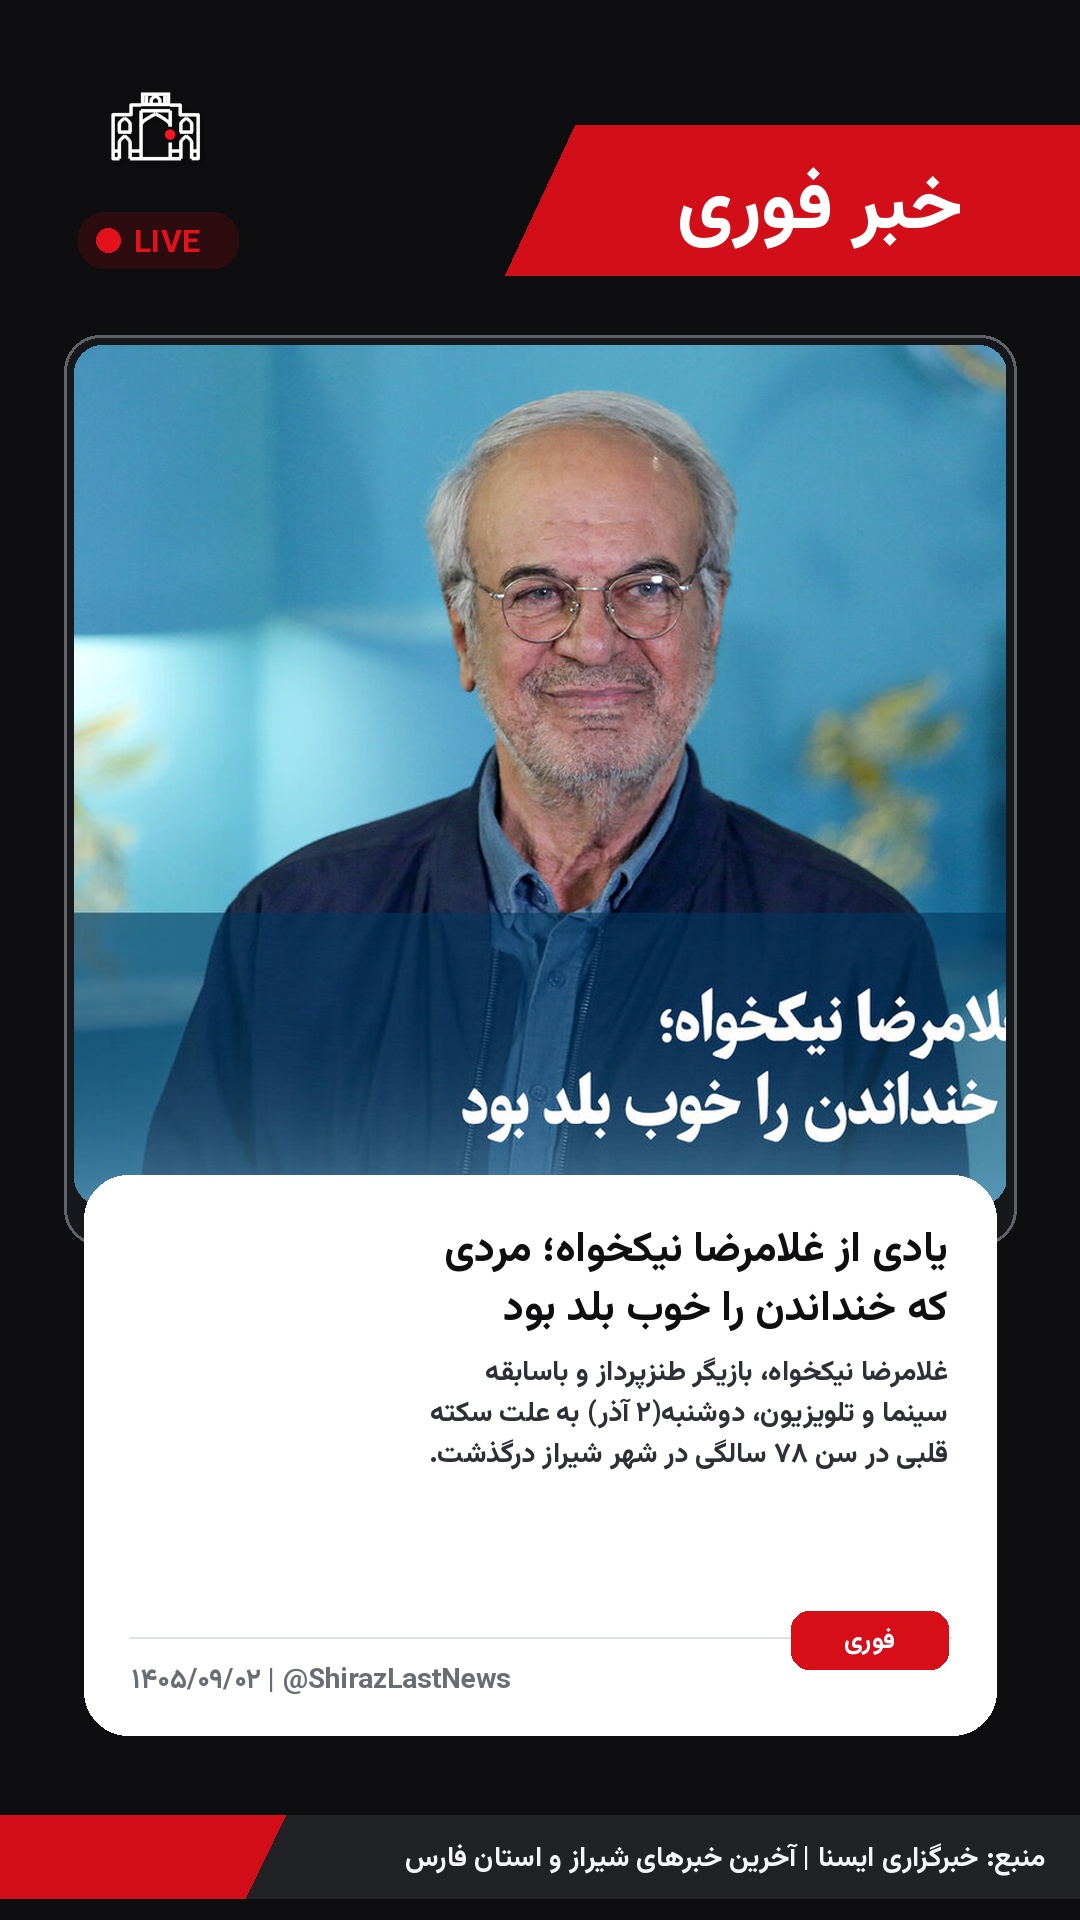 خبر فوری
LIVE
غلامرضا نیکخواه؛
خنداندن را خوب بلد بود
یادی از غلامرضا نیکخواه؛ مردی
که خنداندن را خوب بلد بود
غلامرضا نیکخواه، بازیگر طنزپرداز و باسابقه
سینما و تلویزیون، دوشنبه(۲ آذر) به علت سکته
قلبی در سن ۷۸ سالگی در شهر شیراز درگذشت.
فوری
۱۴۰۵/۰۹/۰۲ | @ShirazLastNews
منبع: خبرگزاری ایسنا | آخرین خبرهای شیراز و استان فارس